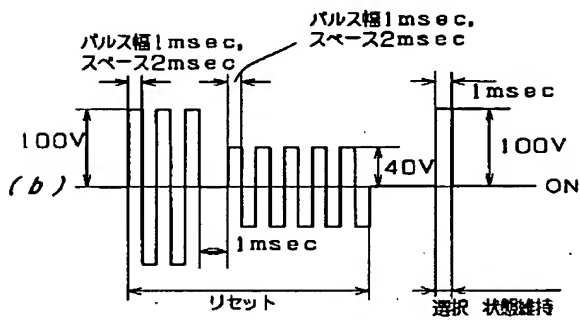 パルス幅1msec,
スペース2msec
パルス幅1msec,
スペース2msec
1msec
100V
40V
100V
(b)
ON
1msec
リセット
選択 状態維持